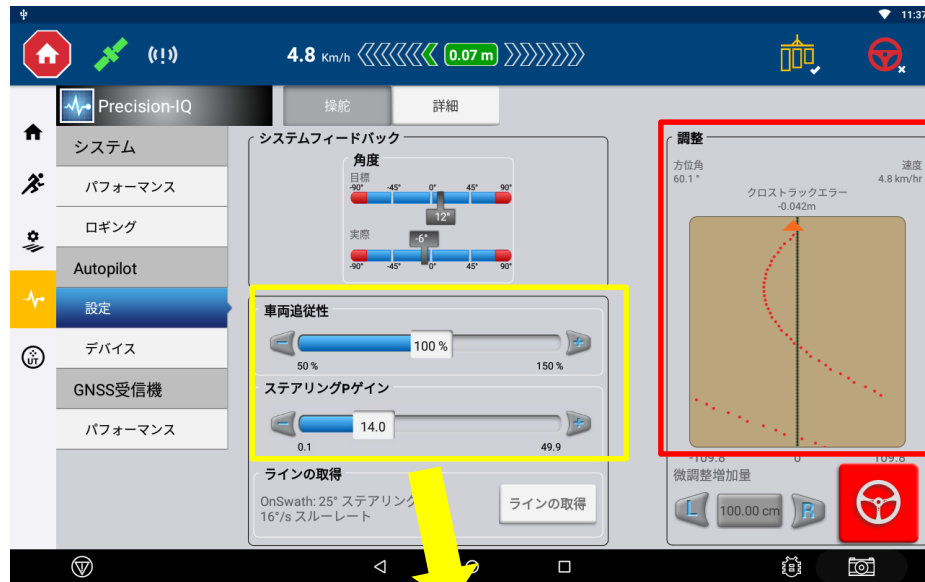 11:37
4.8 Km/h 0.07 m
Precision-IQ
操舵
詳細
システム
パフォーマンス
ロギング
Autopilot
設定
デバイス
GNSS受信機
パフォーマンス
UT
システムフィードバック
角度
目標
-90° -45° 0° 45° 90°
12°
実際
-6°
-90° -45° 0° 45° 90°
車両追従性
100 %
50 % 150 %
ステアリングPゲイン
14.0
0.1 49.9
ラインの取得
OnSwath: 25° ステアリング
16°/s スルーレート
ラインの取得
調整
方位角 速度
60.1 ° 4.8 km/hr
クロストラックエラー
-0.042m
-109.8 0 109.8
微調整増加量
L 100.00 cm R